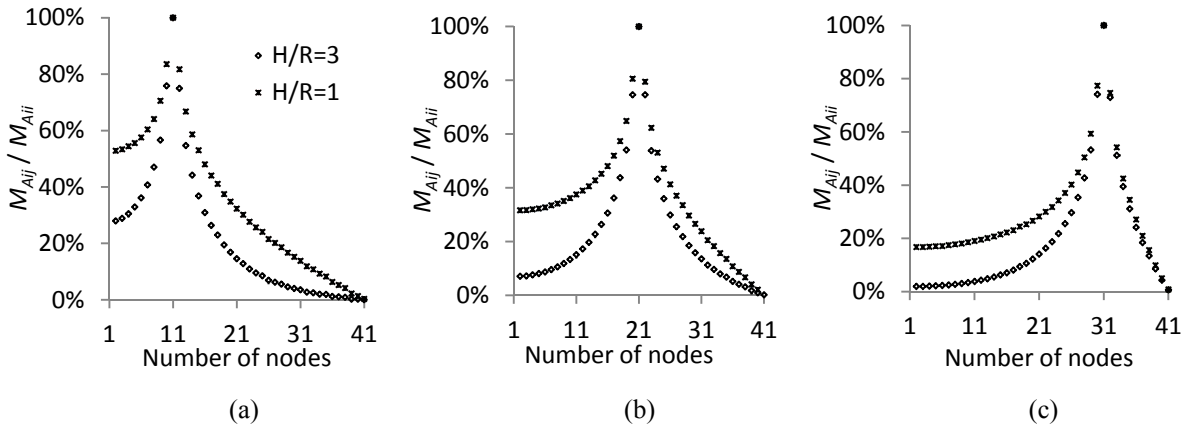 100%
80%
60%
40%
20%
0%
M_Aij / M_Aii
H/R=3
H/R=1
1 11 21 31 41
Number of nodes
(a)
100%
80%
60%
40%
20%
0%
M_Aij / M_Aii
1 11 21 31 41
Number of nodes
(b)
100%
80%
60%
40%
20%
0%
M_Aij / M_Aii
1 11 21 31 41
Number of nodes
(c)